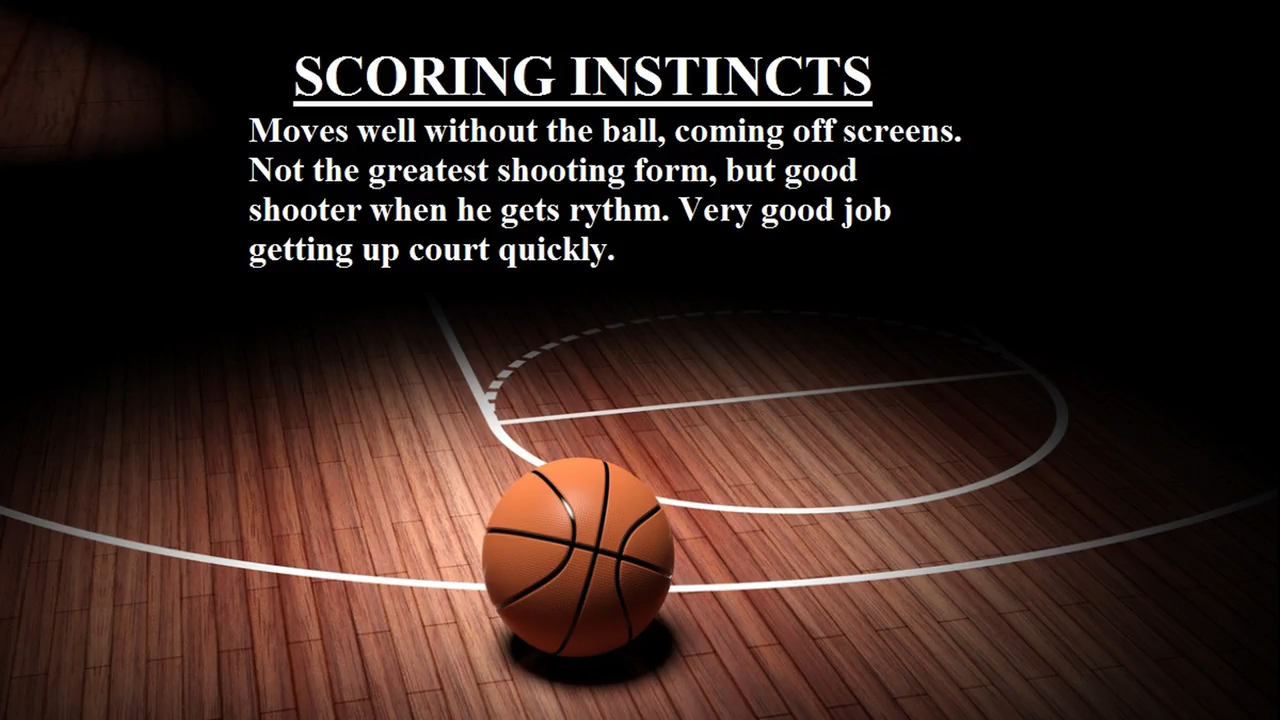 SCORING INSTINCTS
Moves well without the ball, coming off screens.
Not the greatest shooting form, but good
shooter when he gets rythm. Very good job
getting up court quickly.